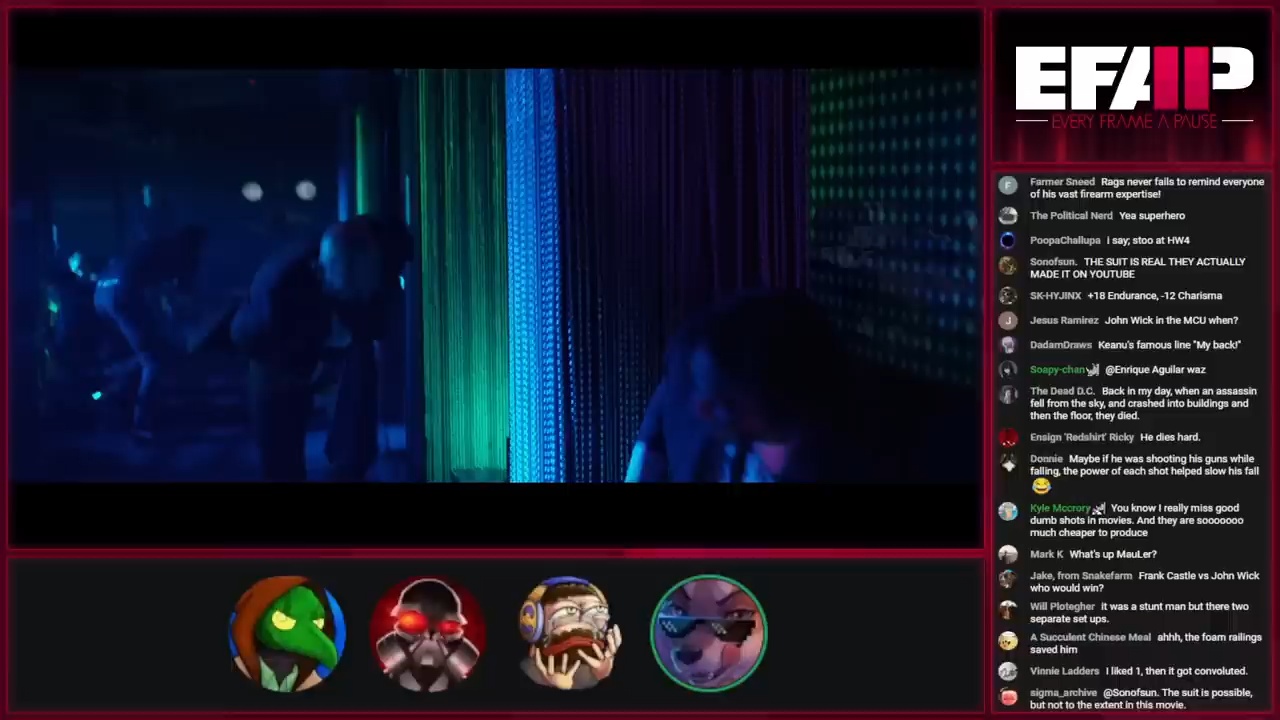 EFAP
EVERY FRAME A PAUSE
Farmer Sneed Rags never fails to remind everyone
of his vast firearm expertise!
The Political Nerd Yea superhero
PoopaChallupa i say; stoo at HW4
Sonofsun. THE SUIT IS REAL THEY ACTUALLY
MADE IT ON YOUTUBE
SK-HYJINX +18 Endurance, -12 Charisma
Jesus Ramirez John Wick in the MCU when?
DadamDraws Keanu's famous line "My back!"
Soapy-chan @Enrique Aguilar waz
The Dead D.C. Back in my day, when an assassin
fell from the sky, and crashed into buildings and
then the floor, they died.
Ensign 'Redshirt' Ricky He dies hard.
Donnie Maybe if he was shooting his guns while
falling, the power of each shot helped slow his fall
😂
Kyle Mccrory You know I really miss good
dumb shots in movies. And they are sooooooo
much cheaper to produce
Mark K What's up MauLer?
Jake, from Snakefarm Frank Castle vs John Wick
who would win?
Will Plotegher it was a stunt man but there two
separate set ups.
A Succulent Chinese Meal ahhh, the foam railings
saved him
Vinnie Ladders I liked 1, then it got convoluted.
sigma_archive @Sonofsun. The suit is possible,
but not to the extent in this movie.